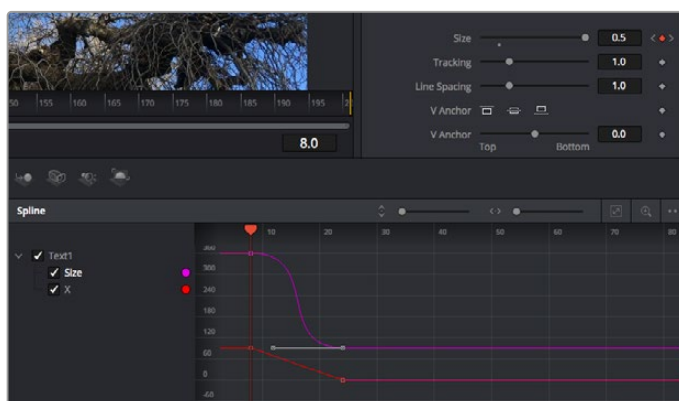 Size 0.5
Tracking 1.0
Line Spacing 1.0
V Anchor
V Anchor 0.0
Top Bottom
155 160 165 170 175 180 185 190 195
8.0
Spline
10 20 30 40 50 60 70 80
Text1
Size
X
300
240
180
120
60
0
-60